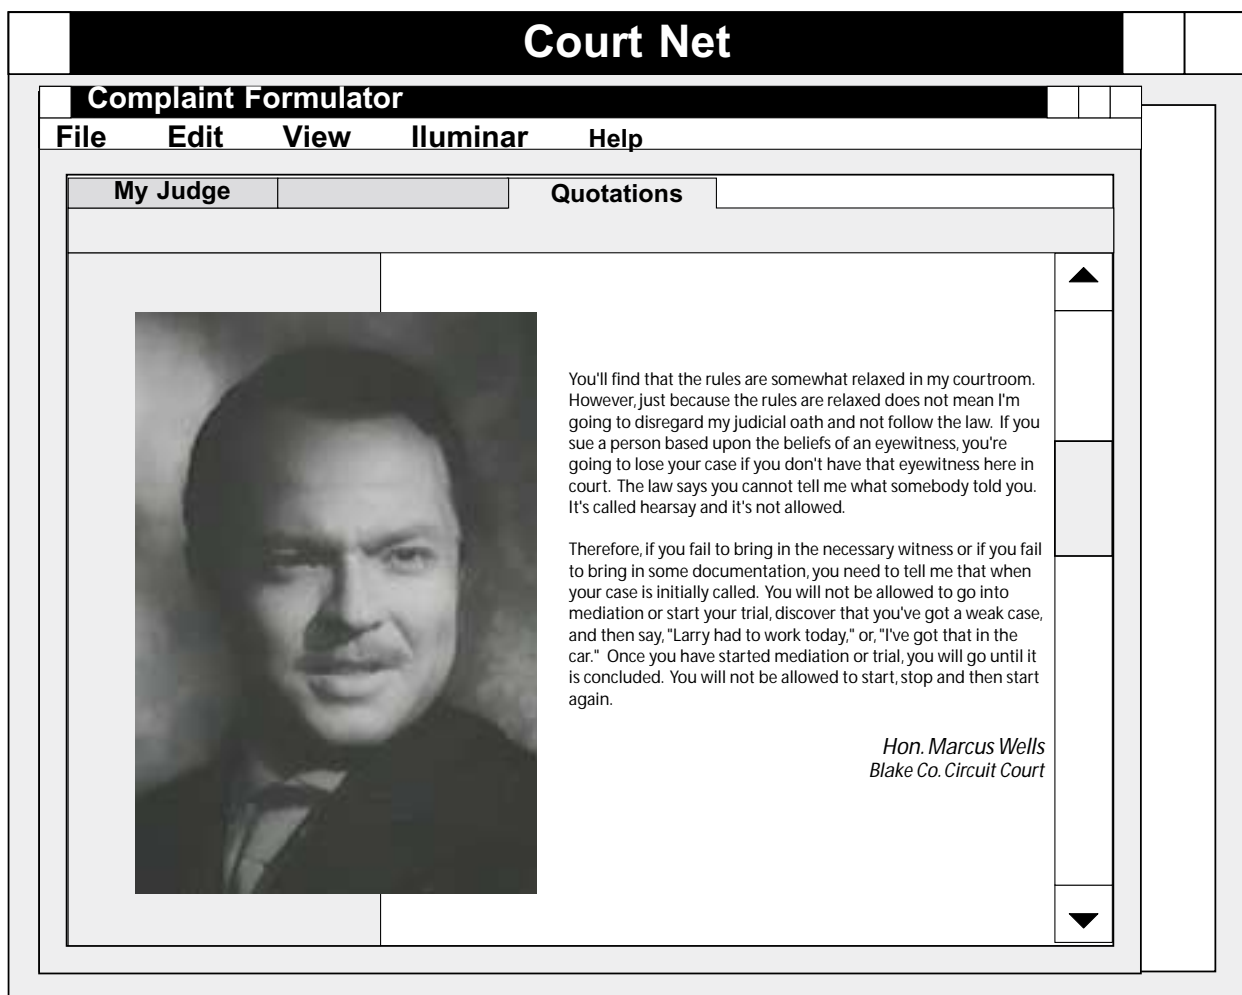 Court Net
Complaint Formulator
File Edit View Iluminar Help
My Judge Quotations
You'll find that the rules are somewhat relaxed in my courtroom.
However, just because the rules are relaxed does not mean I'm
going to disregard my judicial oath and not follow the law. If you
sue a person based upon the beliefs of an eyewitness, you're
going to lose your case if you don't have that eyewitness here in
court. The law says you cannot tell me what somebody told you.
It's called hearsay and it's not allowed.
Therefore, if you fail to bring in the necessary witness or if you fail
to bring in some documentation, you need to tell me that when
your case is initially called. You will not be allowed to go into
mediation or start your trial, discover that you've got a weak case,
and then say, "Larry had to work today," or, "I've got that in the
car." Once you have started mediation or trial, you will go until it
is concluded. You will not be allowed to start, stop and then start
again.
Hon. Marcus Wells
Blake Co. Circuit Court